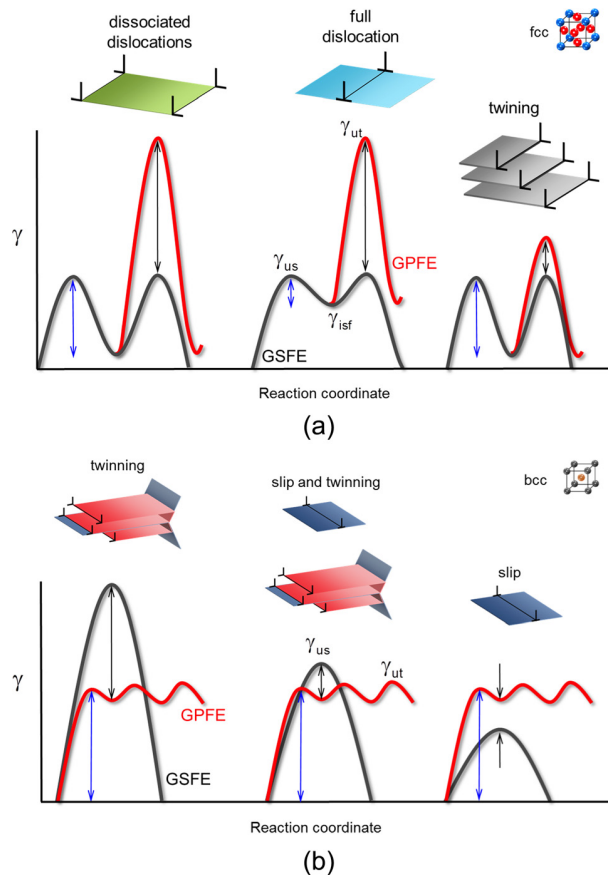 dissociated
dislocations
full
dislocation
fcc
twining
γ
γut
γus
GPFE
γisf
GSFE
Reaction coordinate
(a)
twinning
slip and twinning
bcc
slip
γ
γus
γut
GPFE
GSFE
Reaction coordinate
(b)